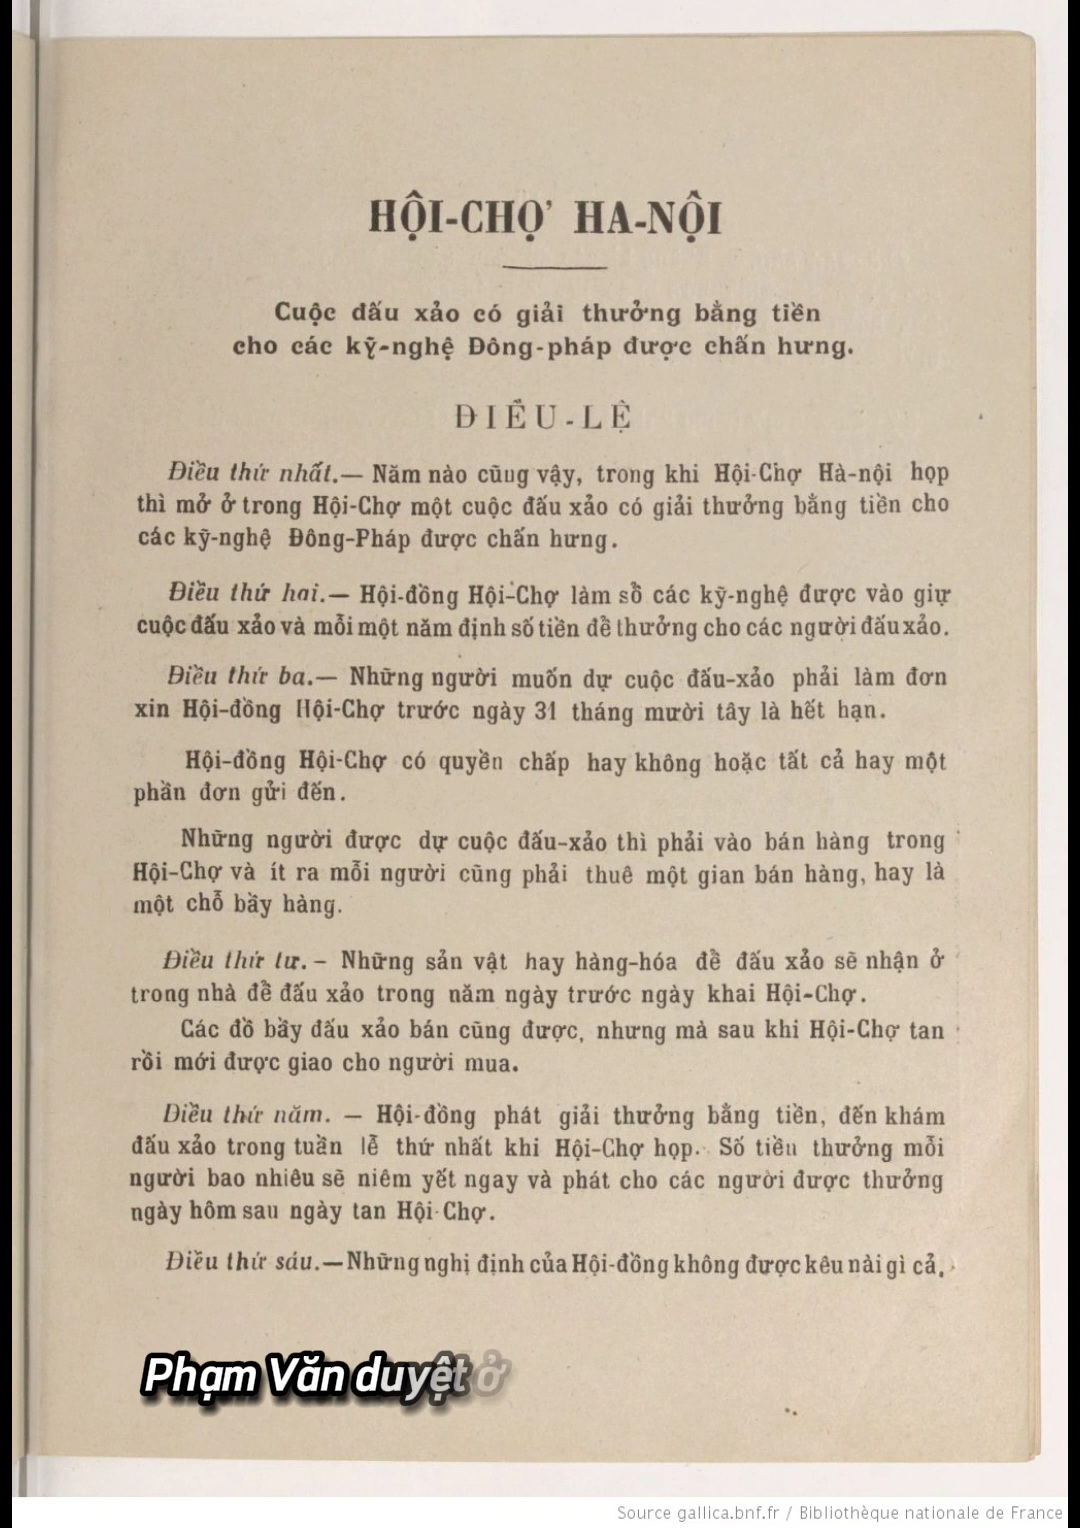 HỘI-CHỢ HA-NỘI
Cuộc đấu xảo có giải thưởng bằng tiền
cho các kỹ-nghệ Đông-pháp được chấn hưng.
ĐIỀU-LỆ
Điều thứ nhất.— Năm nào cũng vậy, trong khi Hội-Chợ Hà-nội họp
thì mở ở trong Hội-Chợ một cuộc đấu xảo có giải thưởng bằng tiền cho
các kỹ-nghệ Đông-Pháp được chấn hưng.
Điều thứ hai.— Hội-đồng Hội-Chợ làm sổ các kỹ-nghệ được vào giự
cuộc đấu xảo và mỗi một năm định số tiền để thưởng cho các người đấu xảo.
Điều thứ ba.— Những người muốn dự cuộc đấu-xảo phải làm đơn
xin Hội-đồng Hội-Chợ trước ngày 31 tháng mười tây là hết hạn.
Hội-đồng Hội-Chợ có quyền chấp hay không hoặc tất cả hay một
phần đơn gửi đến.
Những người được dự cuộc đấu-xảo thì phải vào bán hàng trong
Hội-Chợ và ít ra mỗi người cũng phải thuê một gian bán hàng, hay là
một chỗ bầy hàng.
Điều thứ tư. – Những sản vật hay hàng-hóa để đấu xảo sẽ nhận ở
trong nhà để đấu xảo trong năm ngày trước ngày khai Hội-Chợ.
Các đồ bầy đấu xảo bán cũng được, nhưng mà sau khi Hội-Chợ tan
rồi mới được giao cho người mua.
Điều thứ năm. — Hội-đồng phát giải thưởng bằng tiền, đến khám
đấu xảo trong tuần lễ thứ nhất khi Hội-Chợ họp. Số tiền thưởng mỗi
người bao nhiêu sẽ niêm yết ngay và phát cho các người được thưởng
ngày hôm sau ngày tan Hội-Chợ.
Điều thứ sáu.—Những nghị định của Hội-đồng không được kêu nài gì cả.
Phạm Văn duyệt ở
Source gallica.bnf.fr / Bibliothèque nationale de France